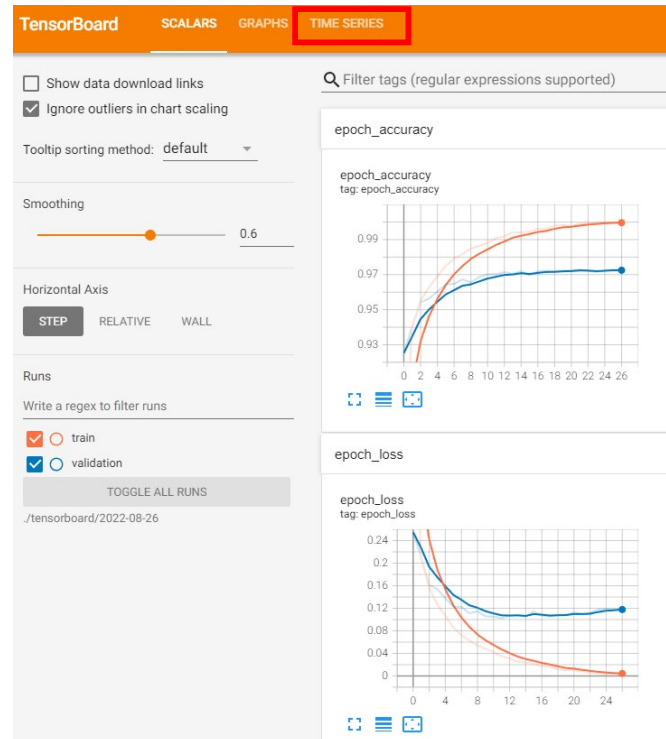 TensorBoard SCALARS GRAPHS TIME SERIES
Show data download links
Ignore outliers in chart scaling
Tooltip sorting method: default
Smoothing
0.6
Horizontal Axis
STEP RELATIVE WALL
Runs
Write a regex to filter runs
train
validation
TOGGLE ALL RUNS
./tensorboard/2022-08-26
Filter tags (regular expressions supported)
epoch_accuracy
epoch_accuracy
tag: epoch_accuracy
0.99
0.97
0.95
0.93
0 2 4 6 8 10 12 14 16 18 20 22 24 26
epoch_loss
epoch_loss
tag: epoch_loss
0.24
0.2
0.16
0.12
0.08
0.04
0
0 4 8 12 16 20 24